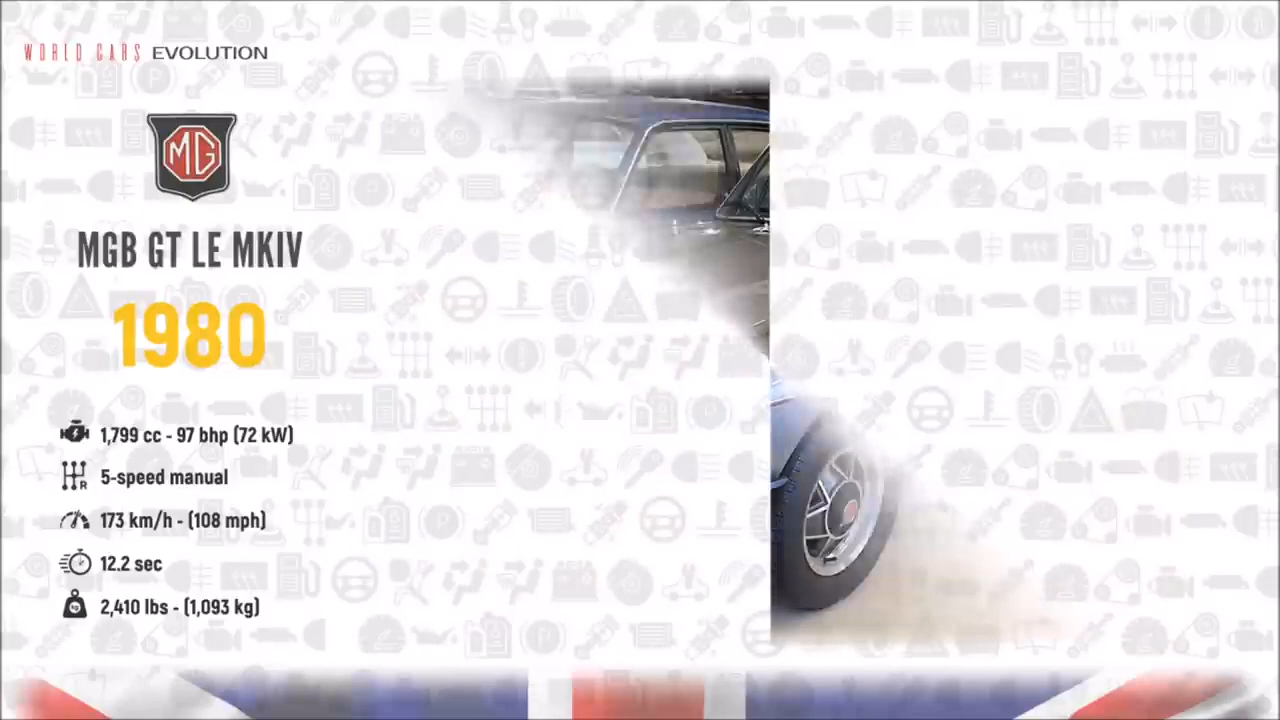 WORLD CARS EVOLUTION
MG
MGB GT LE MKIV
1980
1,799 cc - 97 bhp (72 kW)
R
5-speed manual
173 km/h - (108 mph)
12.2 sec
kg
2,410 lbs - (1,093 kg)